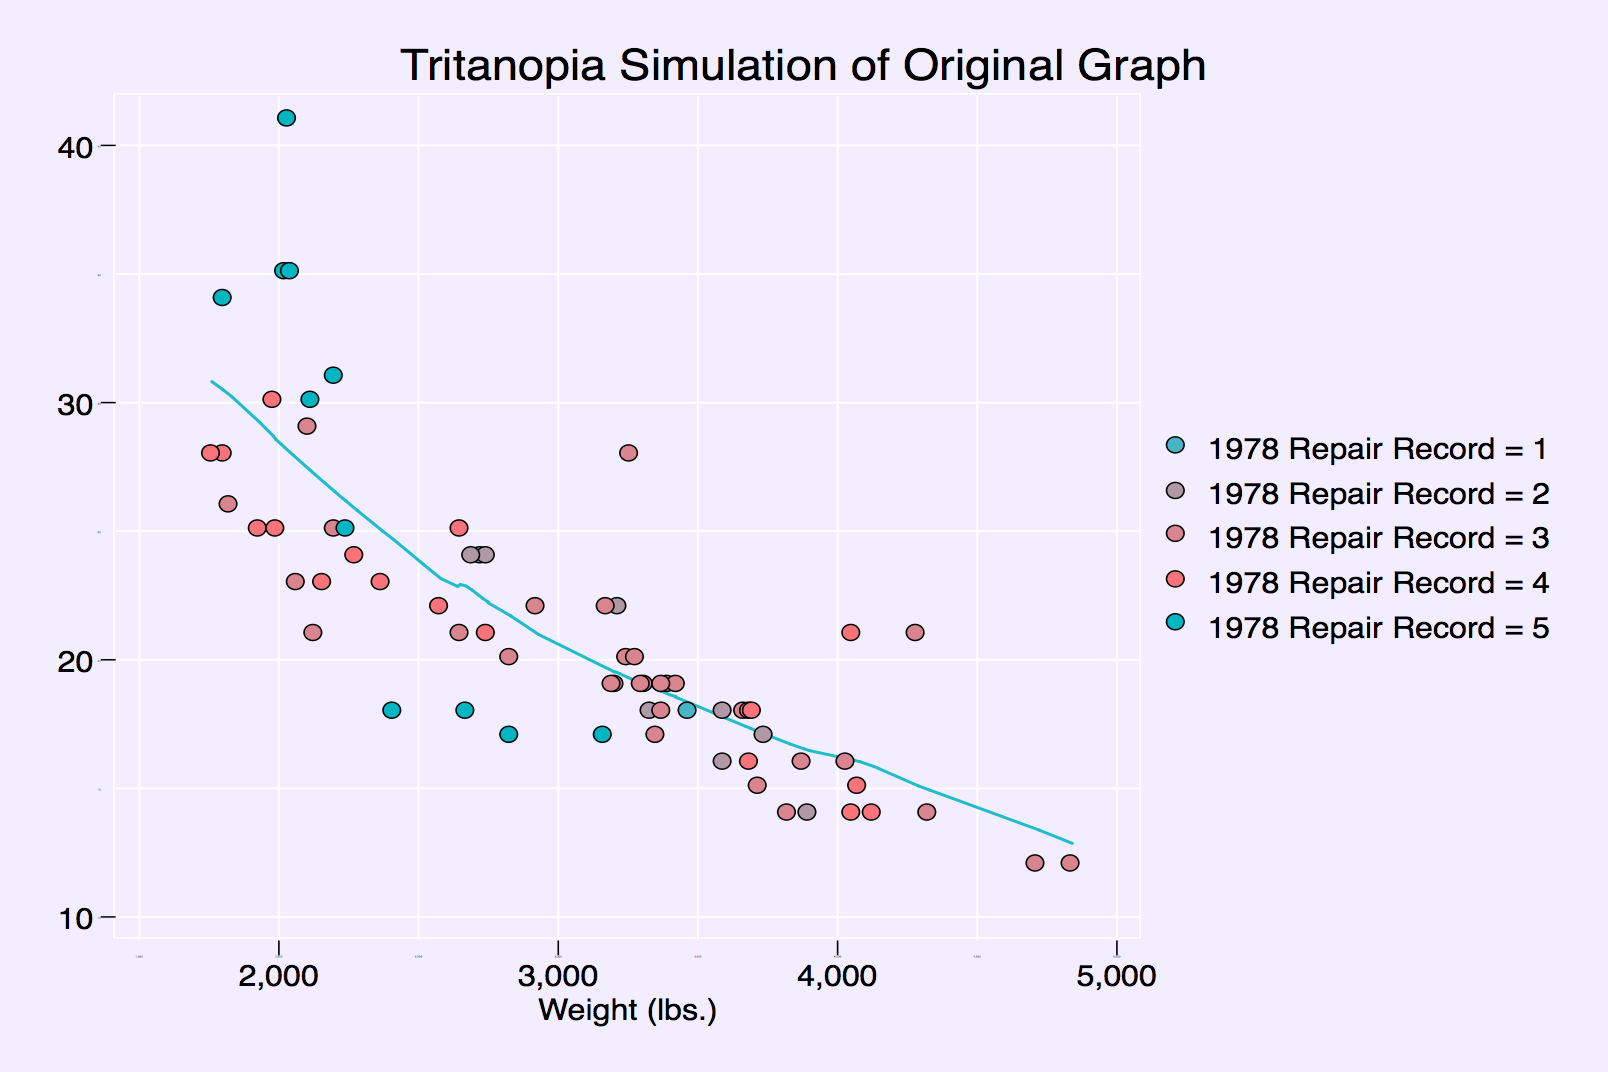 Tritanopia Simulation of Original Graph
40
30
20
10
2,000 3,000 4,000 5,000
Weight (lbs.)
1978 Repair Record = 1
1978 Repair Record = 2
1978 Repair Record = 3
1978 Repair Record = 4
1978 Repair Record = 5